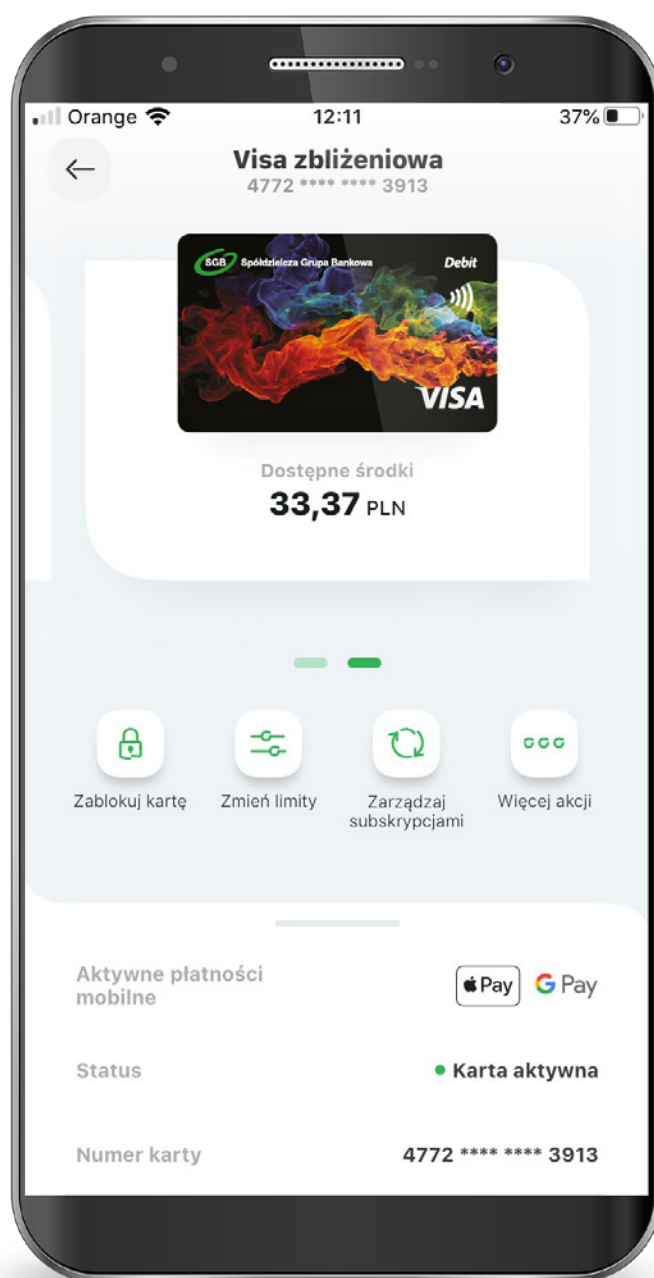 Orange 12:11 37%
Visa zbliżeniowa
4772 **** **** 3913
SGB Spółdzielcza Grupa Bankowa Debit
VISA
Dostępne środki
33,37 PLN
Zablokuj kartę Zmień limity Zarządzaj subskrypcjami Więcej akcji
Aktywne płatności
mobilne
Pay G Pay
Status Karta aktywna
Numer karty 4772 **** **** 3913